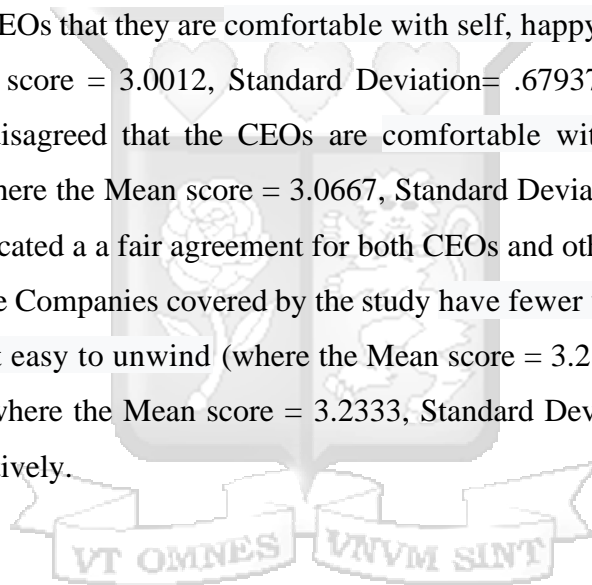 EOs that they are comfortable with self, happy
score = 3.0012, Standard Deviation= .67937
isagreed that the CEOs are comfortable wit
here the Mean score = 3.0667, Standard Devia
cated a a fair agreement for both CEOs and oth
e Companies covered by the study have fewer
t easy to unwind (where the Mean score = 3.2
where the Mean score = 3.2333, Standard Dev
tively.
VT OMNES VNVM SINT